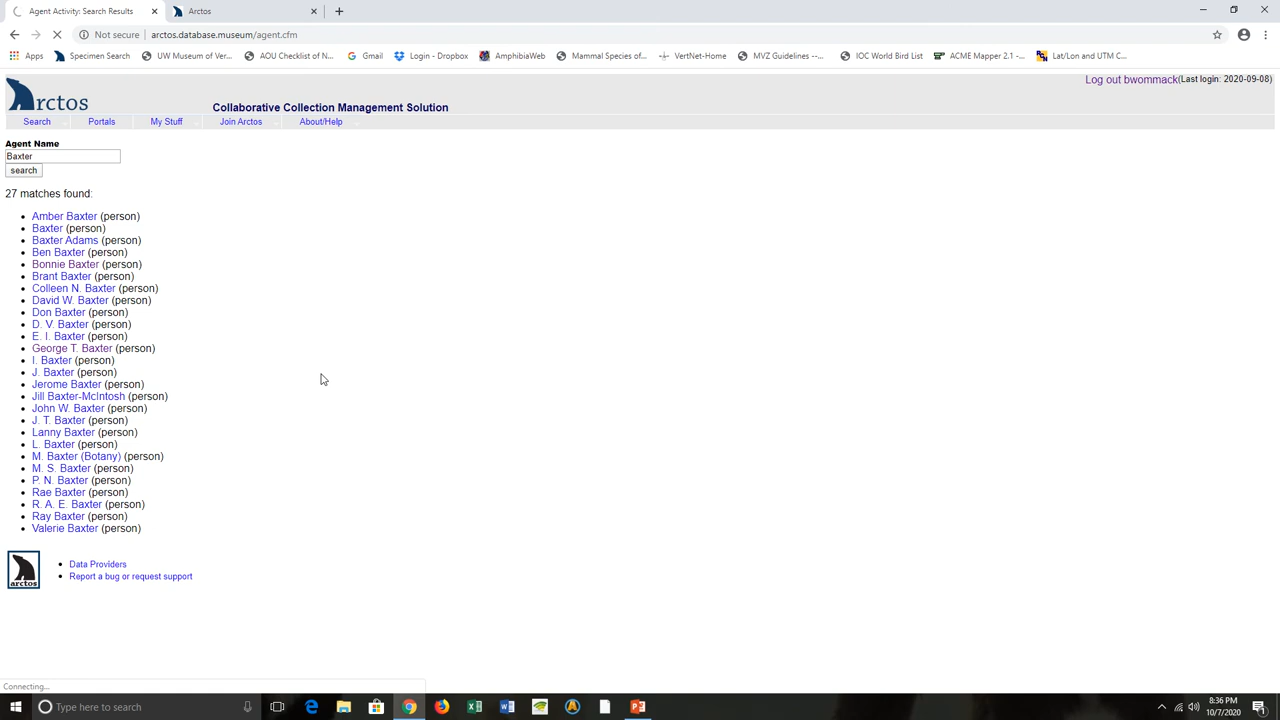 Agent Activity: Search Results
Arctos
Not secure | arctos.database.museum/agent.cfm
Apps Specimen Search UW Museum of Ver... AOU Checklist of N... Gmail Login - Dropbox AmphibiaWeb Mammal Species of... VertNet-Home MVZ Guidelines --... IOC World Bird List ACME Mapper 2.1 -... Lat/Lon and UTM C...
Log out bwommack(Last login: 2020-09-08)
Arctos Collaborative Collection Management Solution
Search Portals My Stuff Join Arctos About/Help
Agent Name
Baxter
search
27 matches found:
Amber Baxter (person)
Baxter (person)
Baxter Adams (person)
Ben Baxter (person)
Bonnie Baxter (person)
Brant Baxter (person)
Colleen N. Baxter (person)
David W. Baxter (person)
Don Baxter (person)
D. V. Baxter (person)
E. I. Baxter (person)
George T. Baxter (person)
I. Baxter (person)
J. Baxter (person)
Jerome Baxter (person)
Jill Baxter-McIntosh (person)
John W. Baxter (person)
J. T. Baxter (person)
Lanny Baxter (person)
L. Baxter (person)
M. Baxter (Botany) (person)
M. S. Baxter (person)
P. N. Baxter (person)
Rae Baxter (person)
R. A. E. Baxter (person)
Ray Baxter (person)
Valerie Baxter (person)
arctos
Data Providers
Report a bug or request support
Connecting...
Type here to search
8:36 PM
10/7/2020